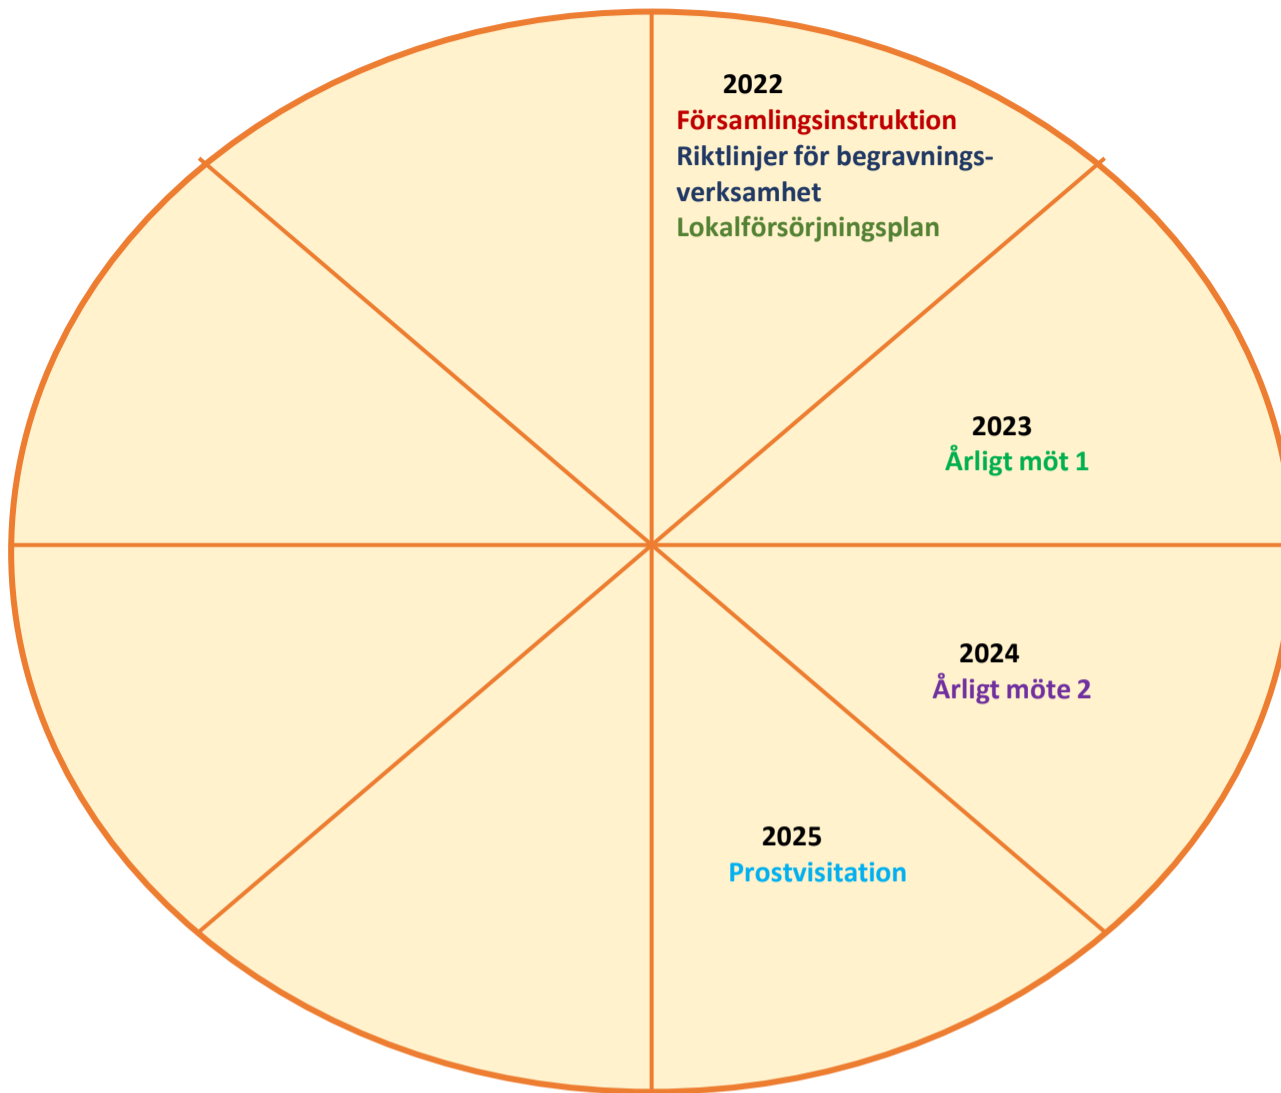 2022
Församlingsinstruktion
Riktlinjer för begravnings-
verksamhet
Lokalförsörjningsplan
2023
Årligt möt 1
2024
Årligt möte 2
2025
Prostvisitation